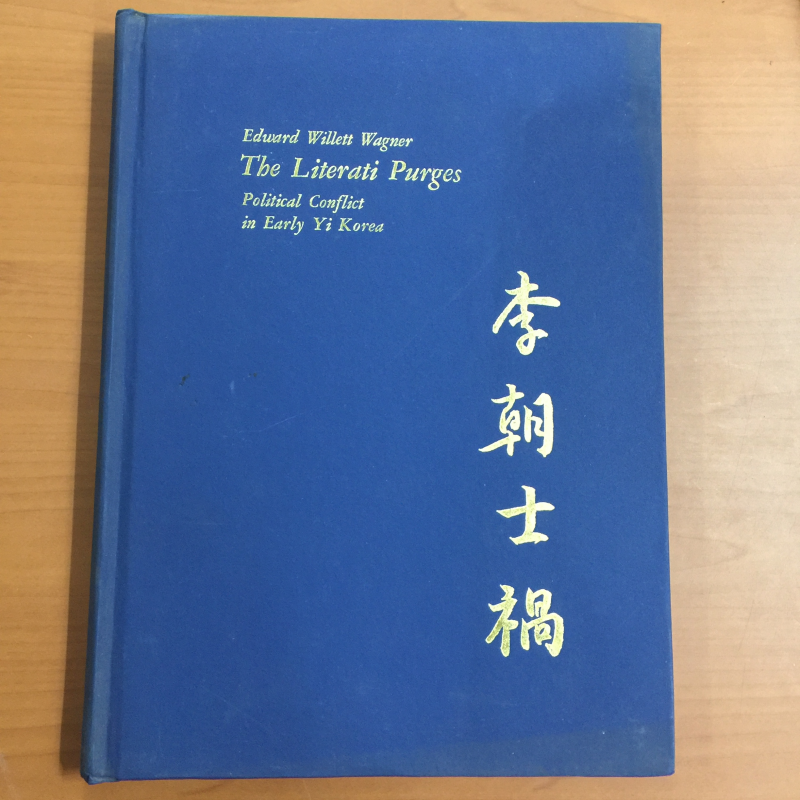 Edward Willett Wagner
The Literati Purges
Political Conflict
in Early Yi Korea
李朝士禍